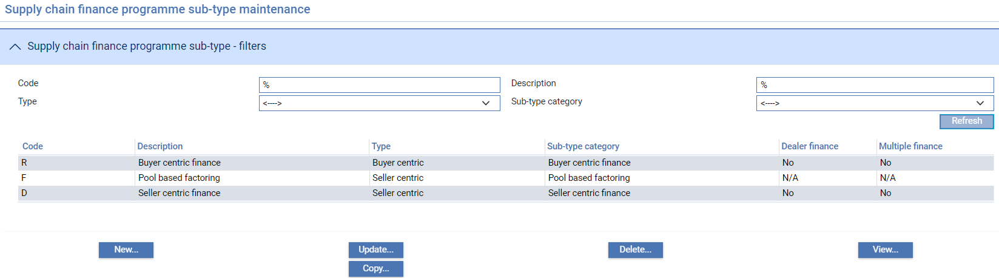 Supply chain finance programme sub-type maintenance
Supply chain finance programme sub-type - filters
Code % Description %
Type <----> Sub-type category <---->
Refresh
Code Description Type Sub-type category Dealer finance Multiple finance
R Buyer centric finance Buyer centric Buyer centric finance No No
F Pool based factoring Seller centric Pool based factoring N/A N/A
D Seller centric finance Seller centric Seller centric finance No No
New... Update... Delete... View...
Copy...